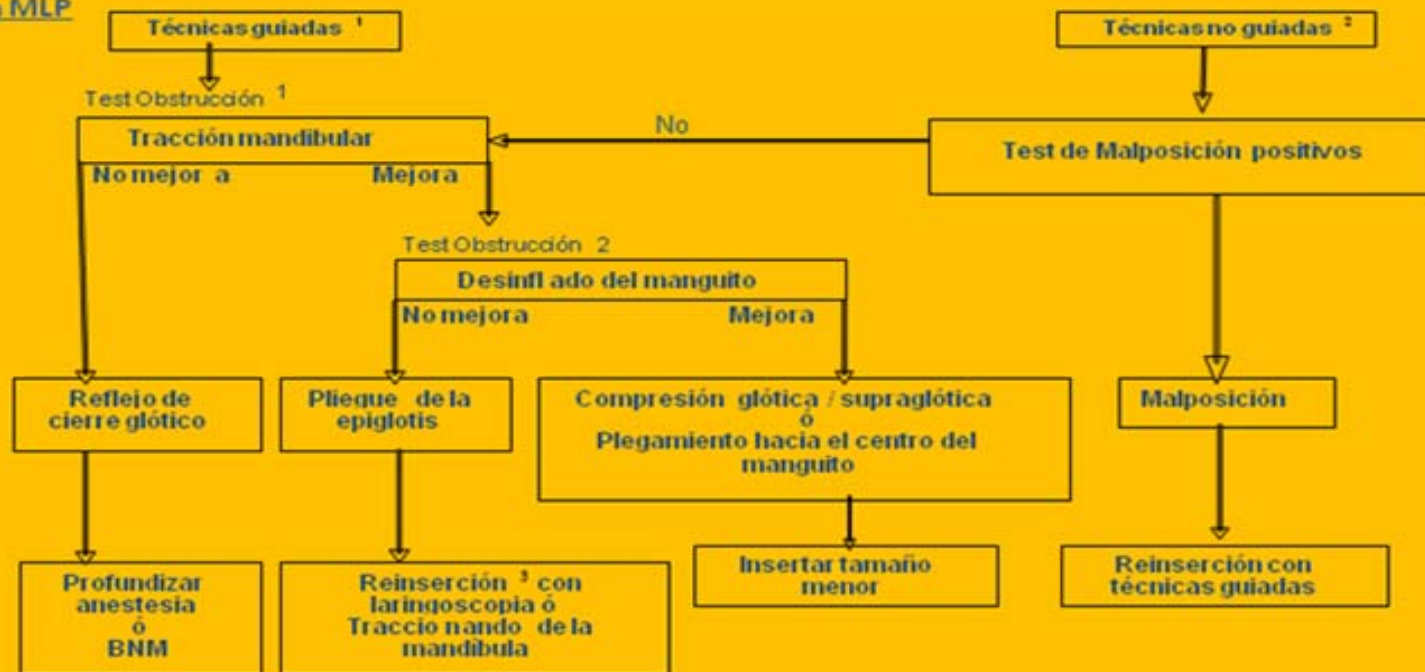 MLP
Técnicas guiadas ¹
Técnicas no guiadas ²
Test Obstrucción ¹
Tracción mandibular
No
Test de Malposición positivos
No mejor a
Mejora
Test Obstrucción 2
Desinfl ado del manguito
No mejora
Mejora
Reflejo de
cierre glótico
Pliegue de la
epiglotis
Compresión glótica / supraglótica
ó
Plegamiento hacia el centro del
manguito
Malposición
Profundizar
anestesia
ó
BNM
Reinserción ³ con
laringoscopia ó
Traccio nando de la
mandíbula
Insertar tamaño
menor
Reinserción con
técnicas guiadas